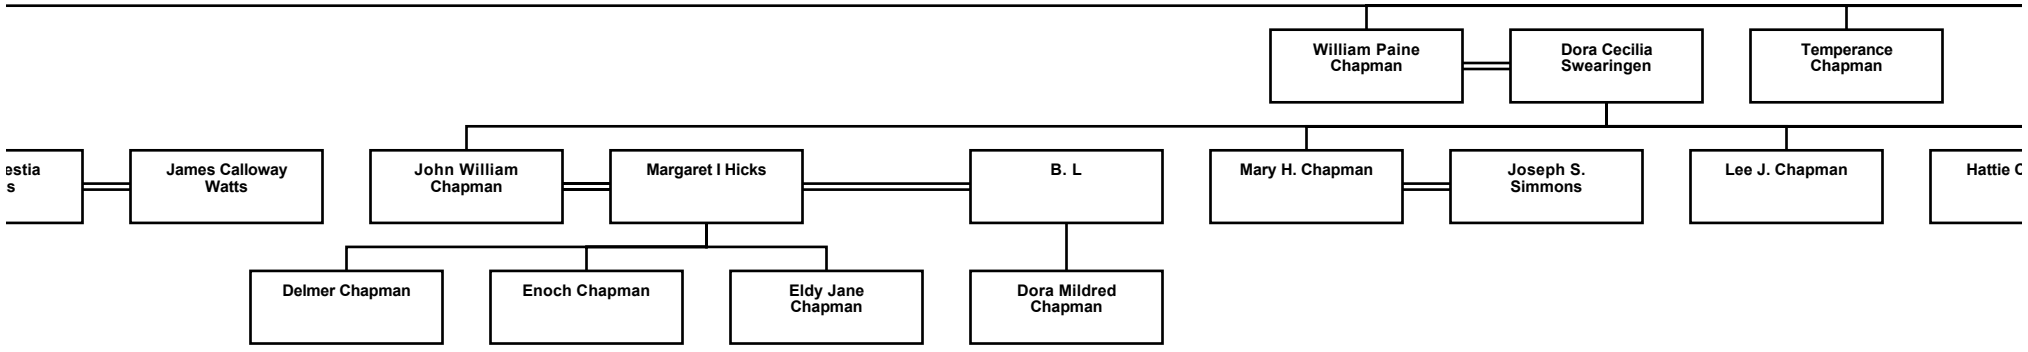 William Paine
Chapman
Dora Cecilia
Swearingen
Temperance
Chapman
James Calloway
Watts
John William
Chapman
Margaret I Hicks
B. L
Mary H. Chapman
Joseph S.
Simmons
Lee J. Chapman
Hattie
Delmer Chapman
Enoch Chapman
Eldy Jane
Chapman
Dora Mildred
Chapman